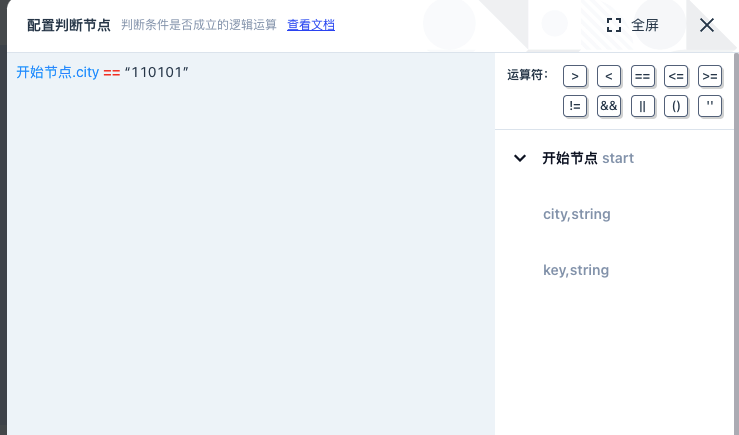 配置判断节点 判断条件是否成立的逻辑运算 查看文档 全屏
开始节点.city == “110101”
运算符： > < == <= >=
!= && || () ''
开始节点 start
city,string
key,string